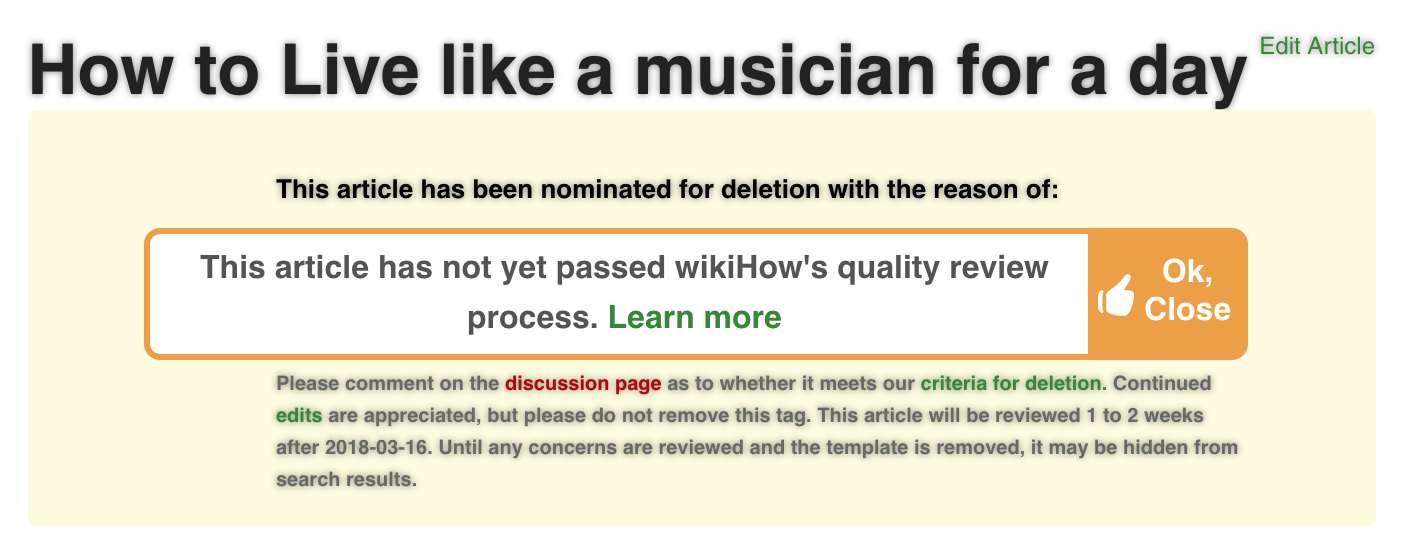 How to Live like a musician for a day
Edit Article
This article has been nominated for deletion with the reason of:
This article has not yet passed wikiHow's quality review
process. Learn more
Ok,
Close
Please comment on the discussion page as to whether it meets our criteria for deletion. Continued
edits are appreciated, but please do not remove this tag. This article will be reviewed 1 to 2 weeks
after 2018-03-16. Until any concerns are reviewed and the template is removed, it may be hidden from
search results.